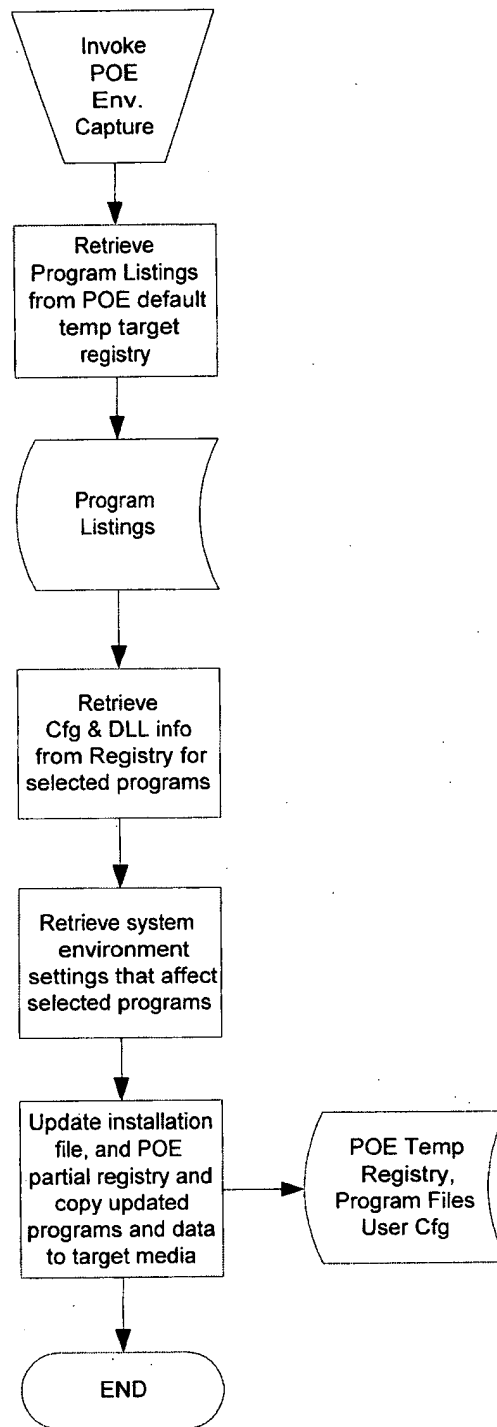 Invoke
POE
Env.
Capture
Retrieve
Program Listings
from POE default
temp target
registry
Program
Listings
Retrieve
Cfg & DLL info
from Registry for
selected programs
Retrieve system
environment
settings that affect
selected programs
Update installation
file, and POE
partial registry and
copy updated
programs and data
to target media
POE Temp
Registry,
Program Files
User Cfg
END